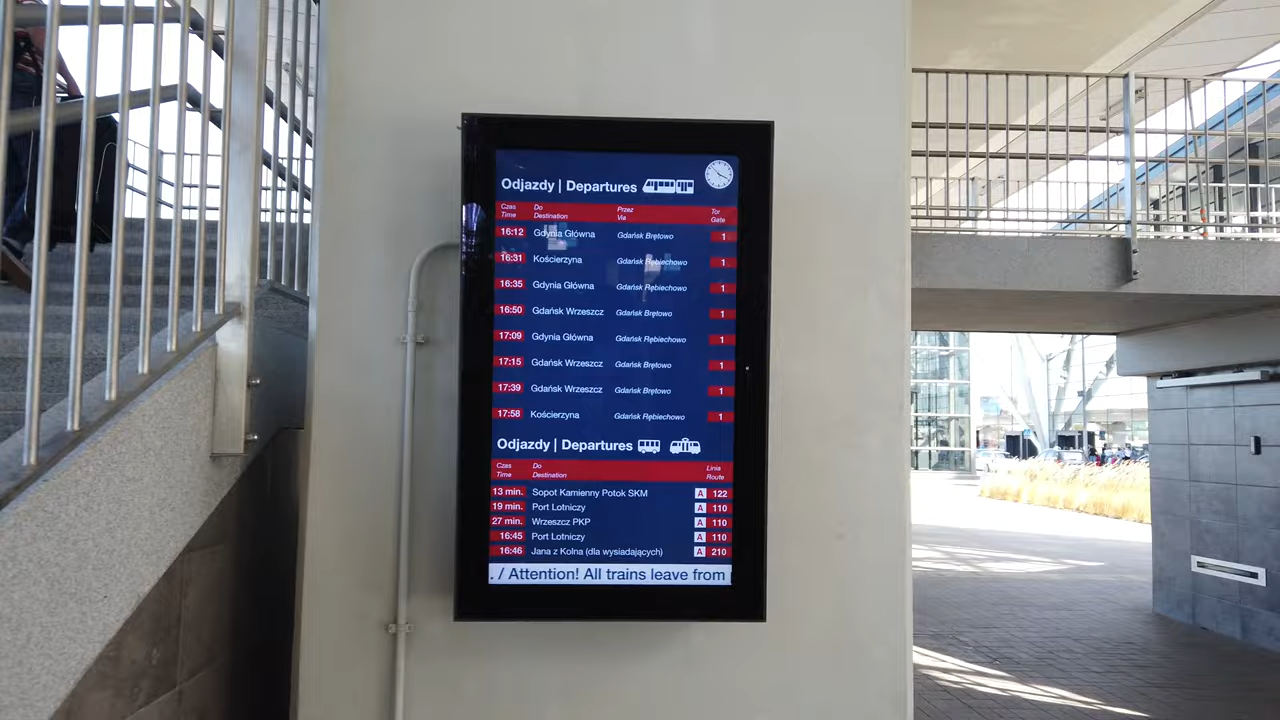 Odjazdy | Departures
Czas Do Przez Tor
Time Destination Via Gate
16:12 Gdynia Główna Gdańsk Brętowo 1
16:31 Kościerzyna Gdańsk Rębiechowo 1
16:35 Gdynia Główna Gdańsk Rębiechowo 1
16:50 Gdańsk Wrzeszcz Gdańsk Brętowo 1
17:09 Gdynia Główna Gdańsk Rębiechowo 1
17:15 Gdańsk Wrzeszcz Gdańsk Brętowo 1
17:39 Gdańsk Wrzeszcz Gdańsk Brętowo 1
17:58 Kościerzyna Gdańsk Rębiechowo 1
Odjazdy | Departures
Czas Do Linia
Time Destination Route
13 min. Sopot Kamienny Potok SKM A 122
19 min. Port Lotniczy A 110
27 min. Wrzeszcz PKP A 110
16:45 Port Lotniczy A 110
16:46 Jana z Kolna (dla wysiadających) A 210
. / Attention! All trains leave from